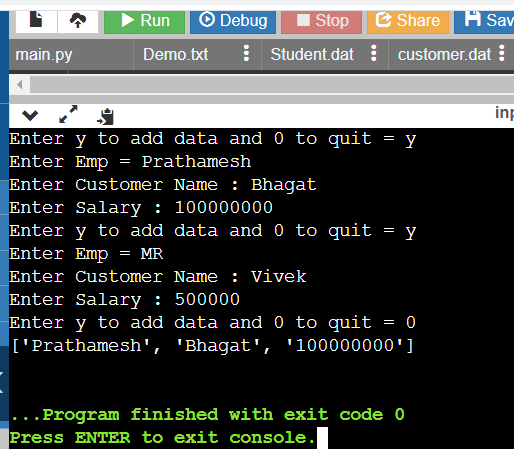 Run Debug Stop Share Sav
main.py Demo.txt Student.dat customer.dat
inp
Enter y to add data and 0 to quit = y
Enter Emp = Prathamesh
Enter Customer Name : Bhagat
Enter Salary : 100000000
Enter y to add data and 0 to quit = y
Enter Emp = MR
Enter Customer Name : Vivek
Enter Salary : 500000
Enter y to add data and 0 to quit = 0
['Prathamesh', 'Bhagat', '100000000']
...Program finished with exit code 0
Press ENTER to exit console.